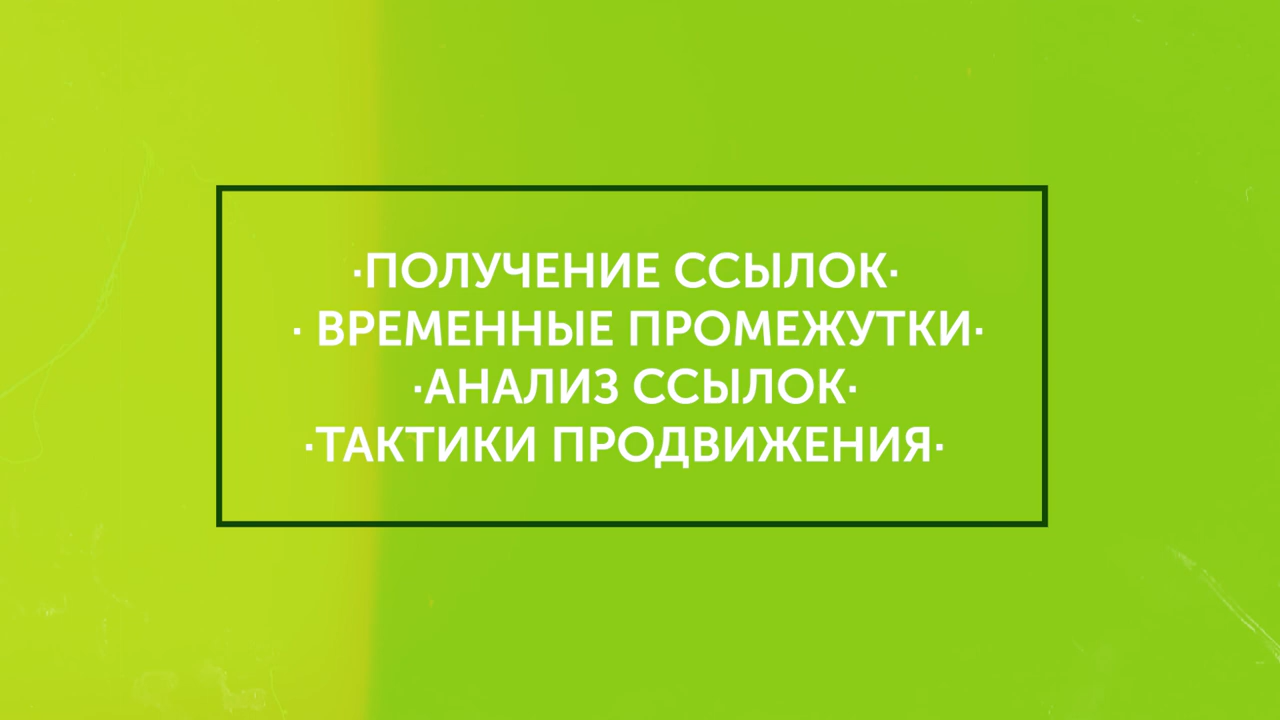 ·ПОЛУЧЕНИЕ ССЫЛОК·
· ВРЕМЕННЫЕ ПРОМЕЖУТКИ·
·АНАЛИЗ ССЫЛОК·
·ТАКТИКИ ПРОДВИЖЕНИЯ·